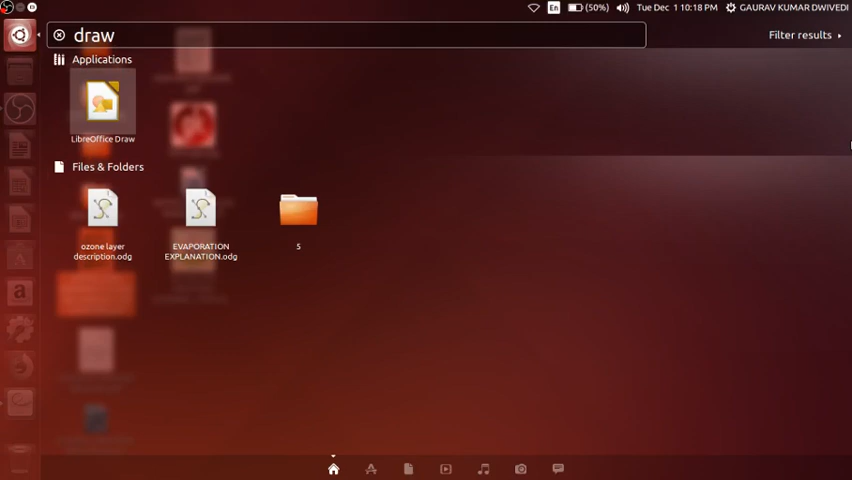 En (50%) Tue Dec 1 10:18 PM GAURAV KUMAR DWIVEDI
draw
Filter results
Applications
LibreOffice Draw
Files & Folders
ozone layer
description.odg
EVAPORATION
EXPLANATION.odg
5